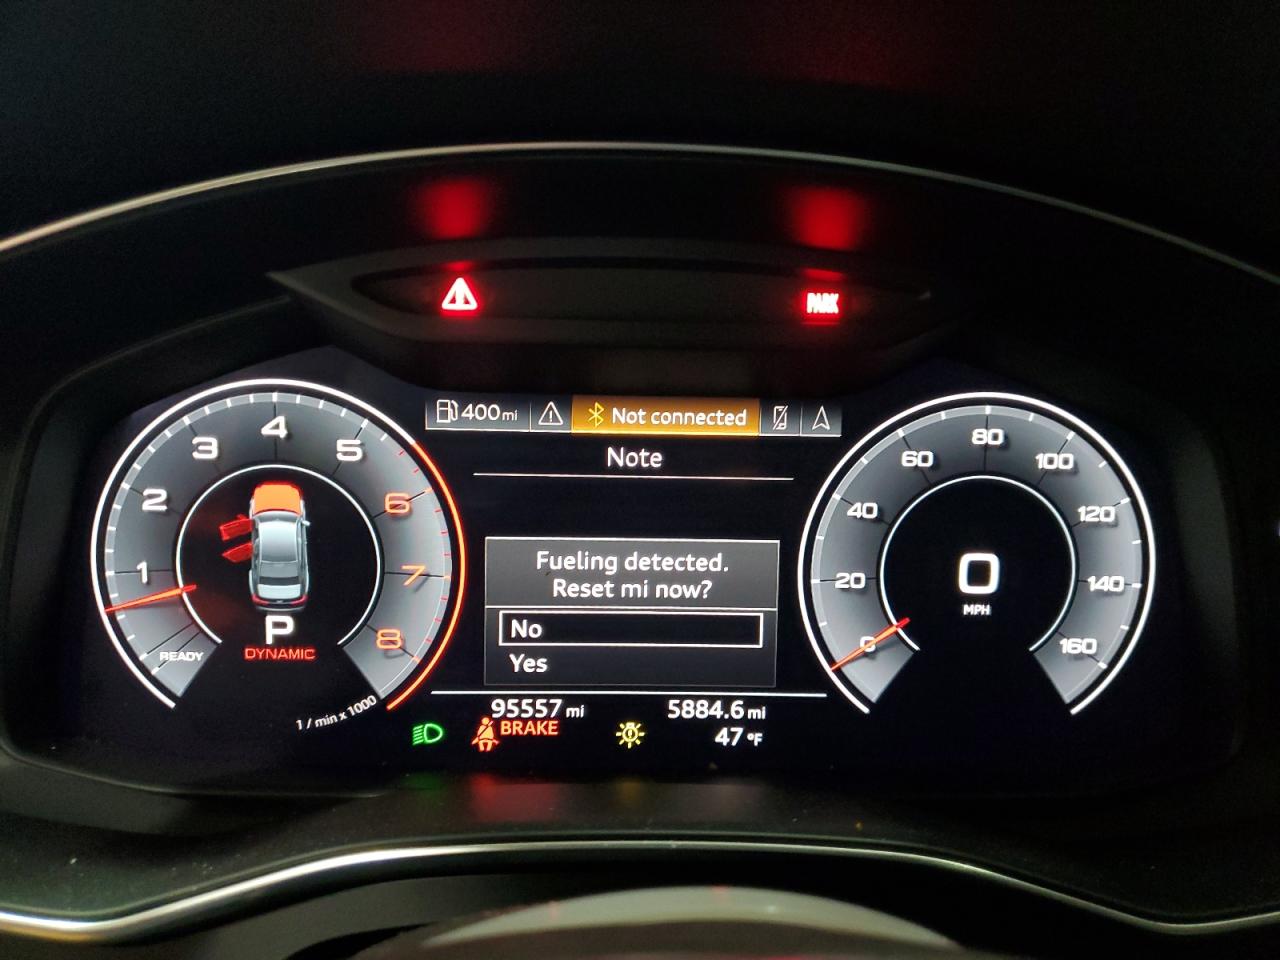 PARK
400 mi
Not connected
Note
Fueling detected.
Reset mi now?
No
Yes
95557 mi
5884.6 mi
BRAKE
47 °F
1
2
3
4
5
6
7
8
READY
P
DYNAMIC
1 / min x 1000
0
20
40
60
80
100
120
140
160
0
MPH